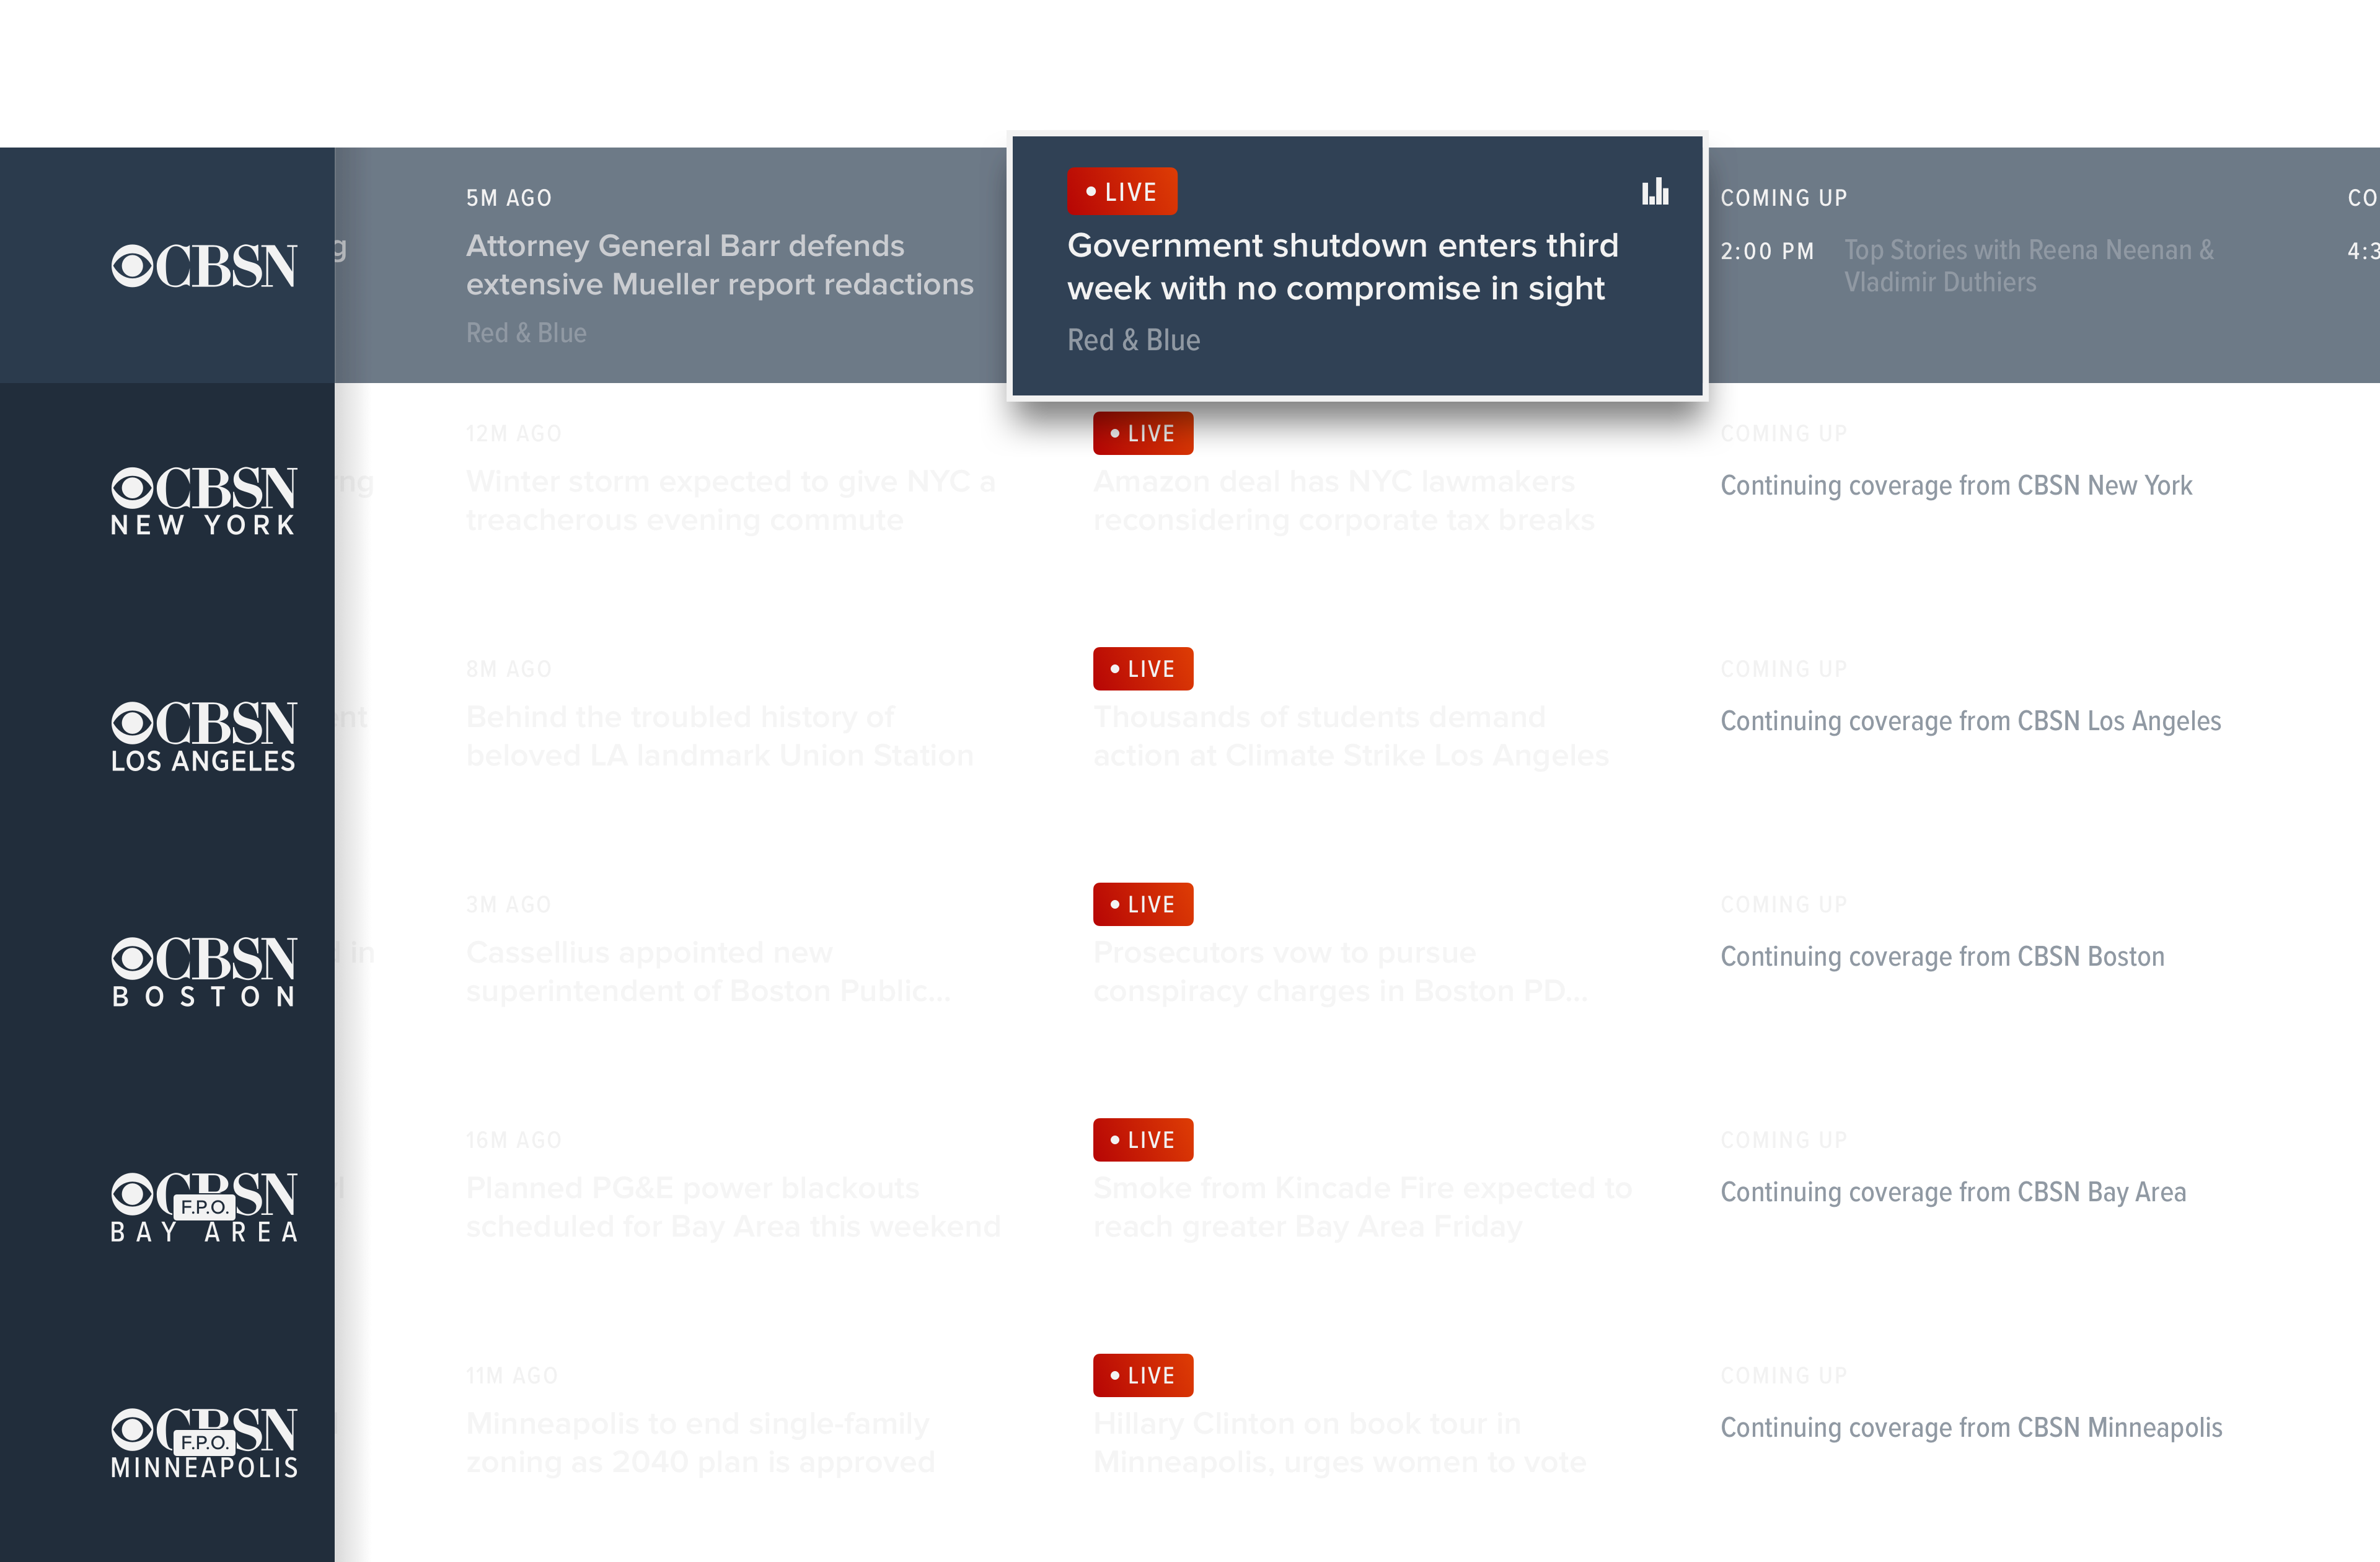 CBSN
g
5M AGO
Attorney General Barr defends
extensive Mueller report redactions
Red & Blue
• LIVE
Government shutdown enters third
week with no compromise in sight
Red & Blue
COMING UP
2:00 PM Top Stories with Reena Neenan &
Vladimir Duthiers
CO
4:3
CBSN
NEW YORK
ng
12M AGO
Winter storm expected to give NYC a
treacherous evening commute
• LIVE
Amazon deal has NYC lawmakers
reconsidering corporate tax breaks
COMING UP
Continuing coverage from CBSN New York
CBSN
LOS ANGELES
nt
8M AGO
Behind the troubled history of
beloved LA landmark Union Station
• LIVE
Thousands of students demand
action at Climate Strike Los Angeles
COMING UP
Continuing coverage from CBSN Los Angeles
CBSN
BOSTON
in
3M AGO
Cassellius appointed new
superintendent of Boston Public...
• LIVE
Prosecutors vow to pursue
conspiracy charges in Boston PD...
COMING UP
Continuing coverage from CBSN Boston
CBSN
F.P.O.
BAY AREA
16M AGO
Planned PG&E power blackouts
scheduled for Bay Area this weekend
• LIVE
Smoke from Kincade Fire expected to
reach greater Bay Area Friday
COMING UP
Continuing coverage from CBSN Bay Area
CBSN
F.P.O.
MINNEAPOLIS
11M AGO
Minneapolis to end single-family
zoning as 2040 plan is approved
• LIVE
Hillary Clinton on book tour in
Minneapolis, urges women to vote
COMING UP
Continuing coverage from CBSN Minneapolis